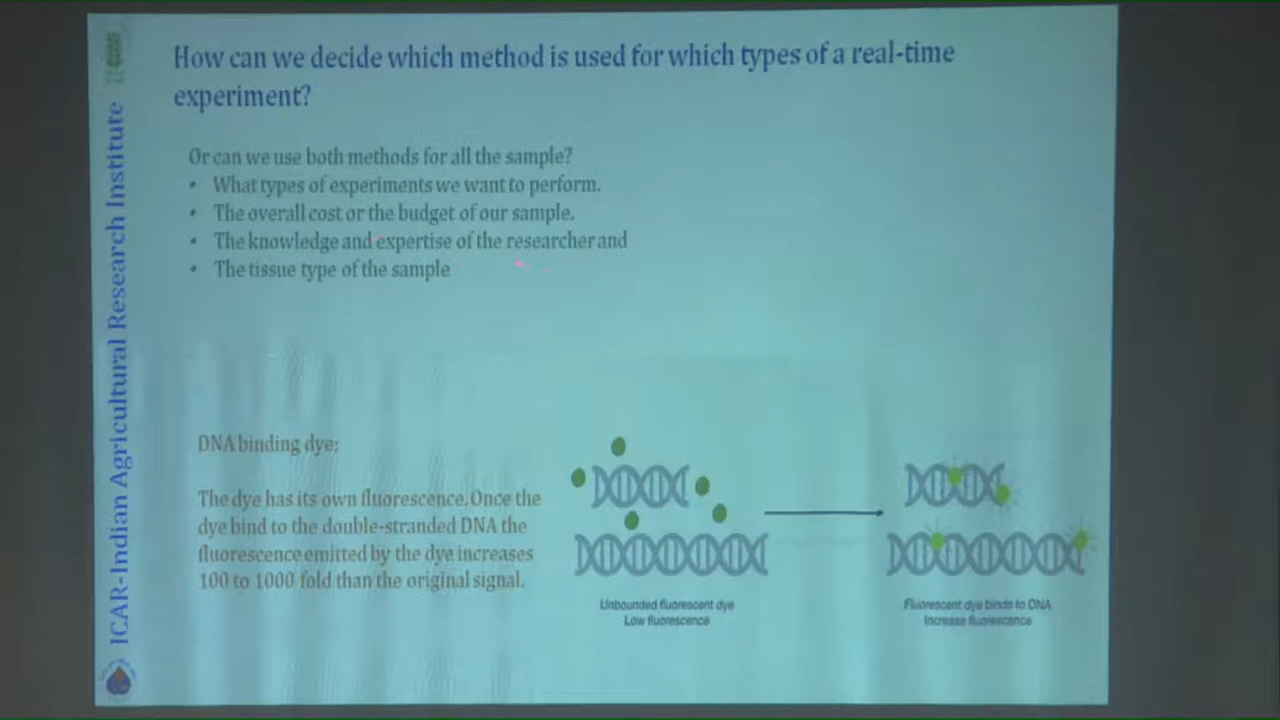 How can we decide which method is used for which types of a real-time
experiment?
Or can we use both methods for all the sample?
• What types of experiments we want to perform.
• The overall cost or the budget of our sample.
• The knowledge and expertise of the researcher and
• The tissue type of the sample
ICAR-Indian Agricultural Research Institute
DNA binding dye:
The dye has its own fluorescence.Once the
dye bind to the double-stranded DNA the
fluorescence emitted by the dye increases
100 to 1000 fold than the original signal.
Unbounded fluorescent dye
Low fluorescence
Fluorescent dye binds to DNA
Increase fluorescence